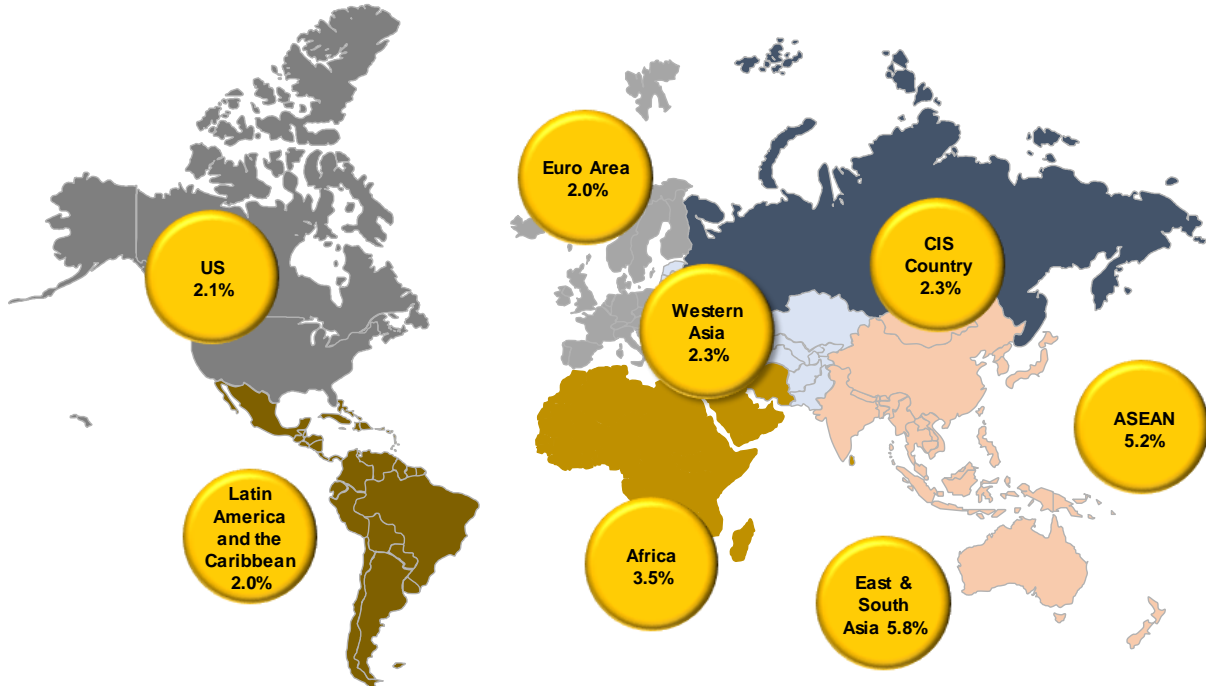 Euro Area
2.0%
US
2.1%
CIS
Country
2.3%
Western
Asia
2.3%
ASEAN
5.2%
Latin
America
and the
Caribbean
2.0%
Africa
3.5%
East &
South
Asia 5.8%